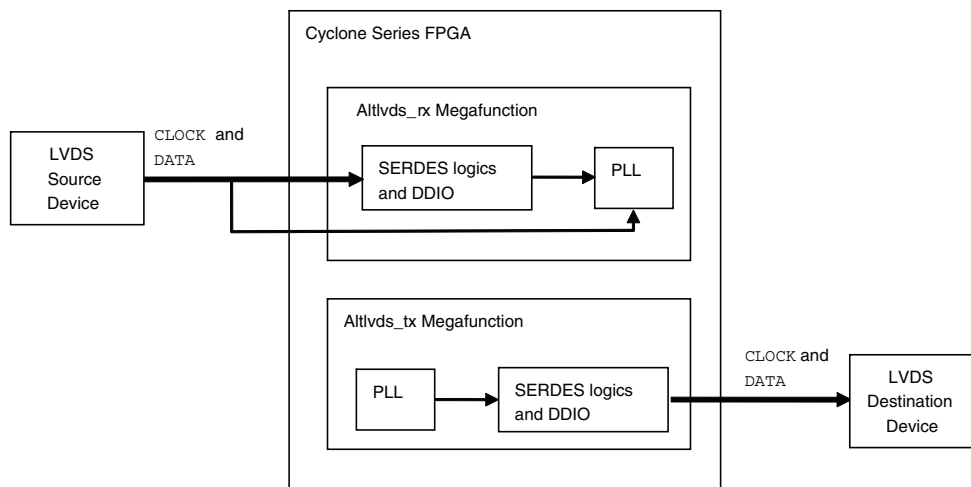 Cyclone Series FPGA
Altlvds_rx Megafunction
CLOCK and
DATA
LVDS
Source
Device
SERDES logics
and DDIO
PLL
Altlvds_tx Megafunction
PLL
SERDES logics
and DDIO
CLOCK and
DATA
LVDS
Destination
Device